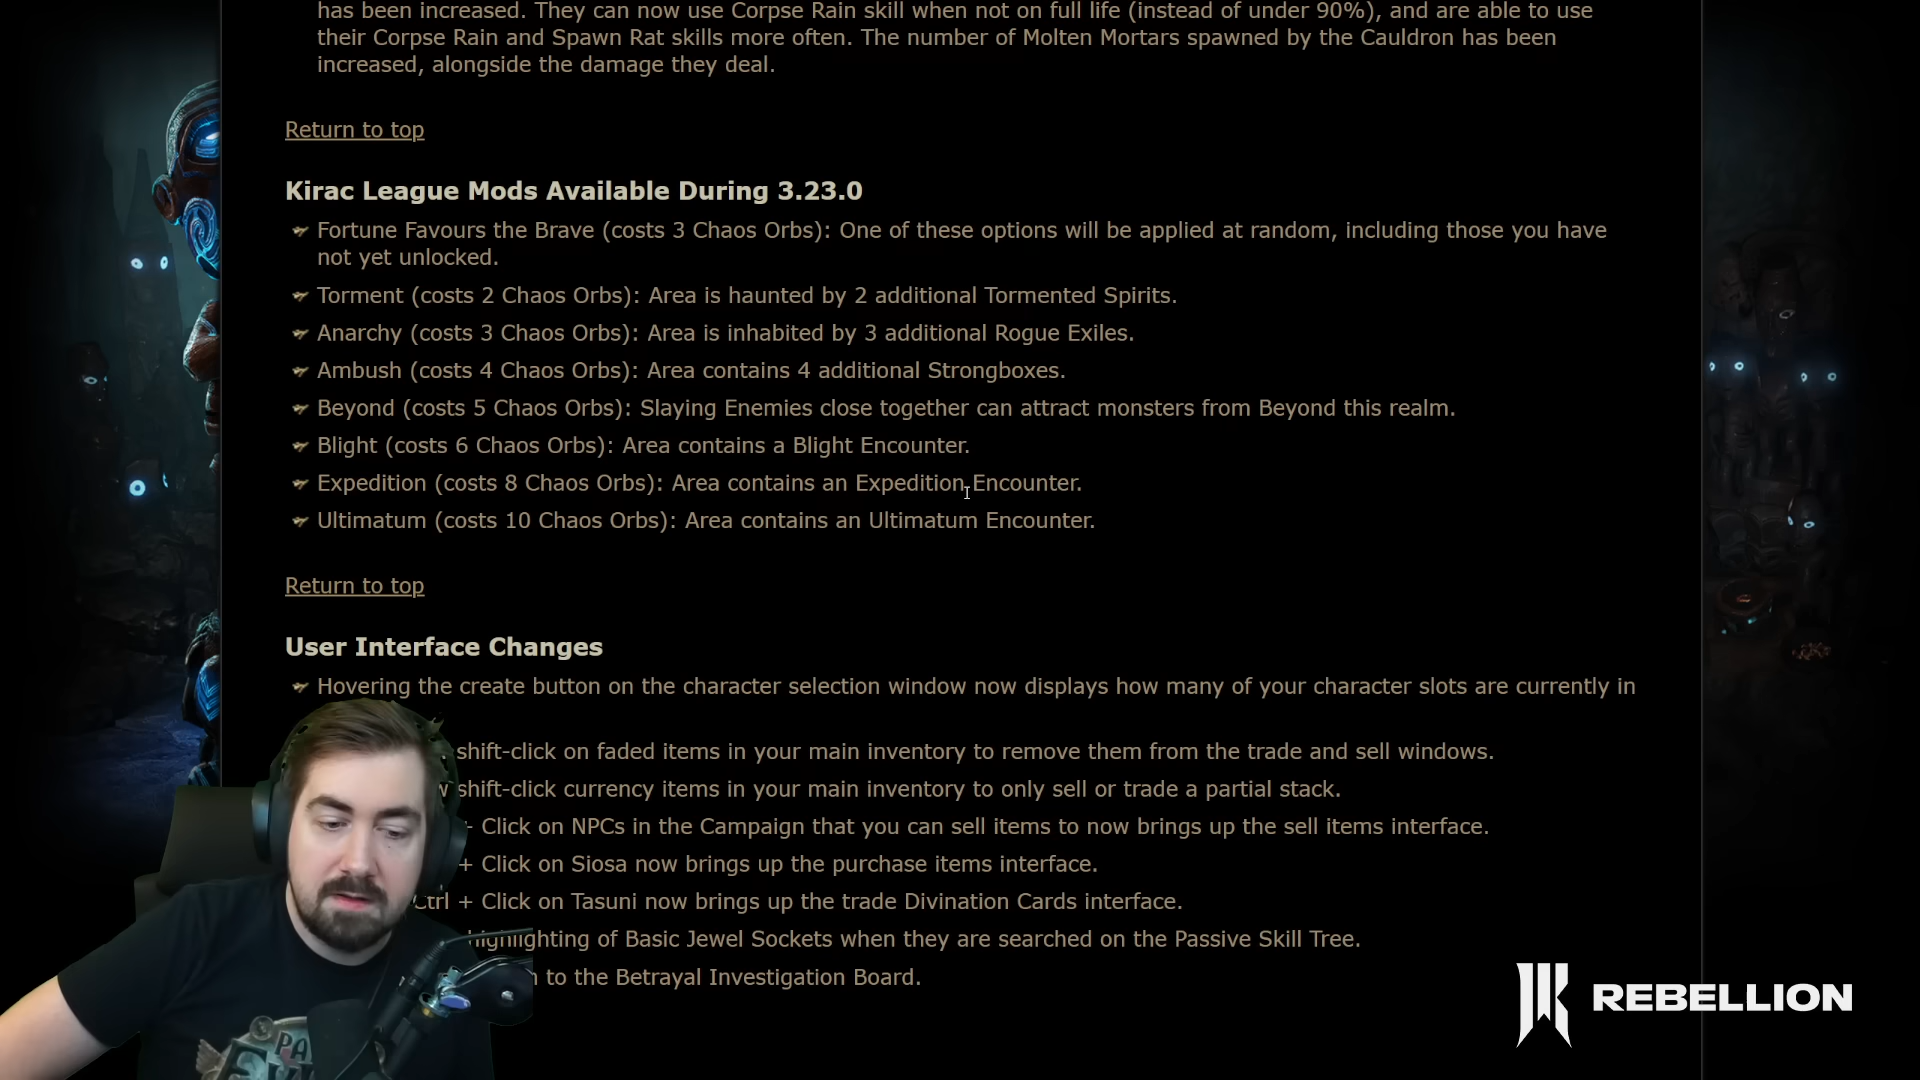 has been increased. They can now use Corpse Rain skill when not on full life (instead of under 90%), and are able to use
their Corpse Rain and Spawn Rat skills more often. The number of Molten Mortars spawned by the Cauldron has been
increased, alongside the damage they deal.
Return to top
Kirac League Mods Available During 3.23.0
Fortune Favours the Brave (costs 3 Chaos Orbs): One of these options will be applied at random, including those you have
not yet unlocked.
Torment (costs 2 Chaos Orbs): Area is haunted by 2 additional Tormented Spirits.
Anarchy (costs 3 Chaos Orbs): Area is inhabited by 3 additional Rogue Exiles.
Ambush (costs 4 Chaos Orbs): Area contains 4 additional Strongboxes.
Beyond (costs 5 Chaos Orbs): Slaying Enemies close together can attract monsters from Beyond this realm.
Blight (costs 6 Chaos Orbs): Area contains a Blight Encounter.
Expedition (costs 8 Chaos Orbs): Area contains an Expedition Encounter.
Ultimatum (costs 10 Chaos Orbs): Area contains an Ultimatum Encounter.
Return to top
User Interface Changes
Hovering the create button on the character selection window now displays how many of your character slots are currently in
shift-click on faded items in your main inventory to remove them from the trade and sell windows.
shift-click currency items in your main inventory to only sell or trade a partial stack.
+ Click on NPCs in the Campaign that you can sell items to now brings up the sell items interface.
+ Click on Siosa now brings up the purchase items interface.
Ctrl + Click on Tasuni now brings up the trade Divination Cards interface.
highlighting of Basic Jewel Sockets when they are searched on the Passive Skill Tree.
to the Betrayal Investigation Board.
REBELLION